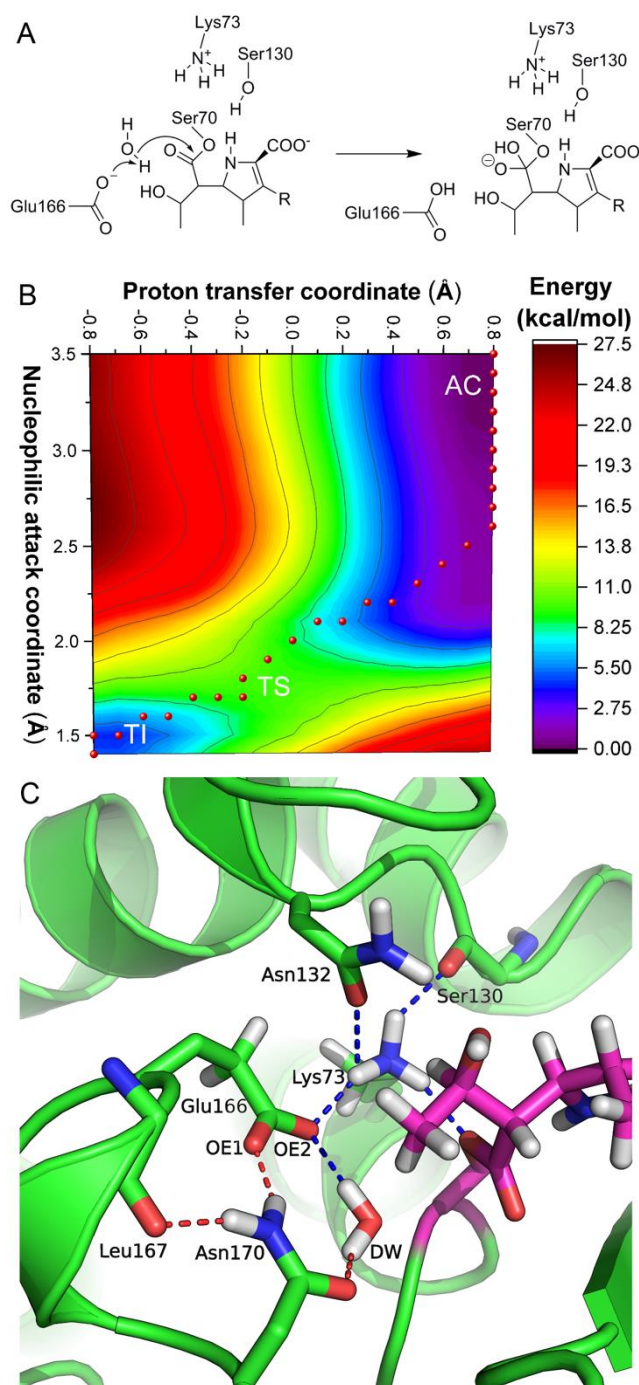 A
Lys73
H N+ H
H
Ser130
O
H
Ser70
O
H
O
H
O
H
N
COO-
O-
HO
R
Glu166
O
Lys73
H N+ H
H
Ser130
O
H
Ser70
HO O
H
N
COO
⊖O
OH
HO
R
Glu166
O
B
Proton transfer coordinate (Å)
-0.8 -0.6 -0.4 -0.2 0.0 0.2 0.4 0.6 0.8
Nucleophilic attack coordinate (Å)
3.5
3.0
2.5
2.0
1.5
AC
TS
TI
Energy
(kcal/mol)
27.5
24.8
22.0
19.3
16.5
13.8
11.0
8.25
5.50
2.75
0.00
C
Asn132
Ser130
Lys73
Glu166
OE1 OE2
Leu167
Asn170
DW